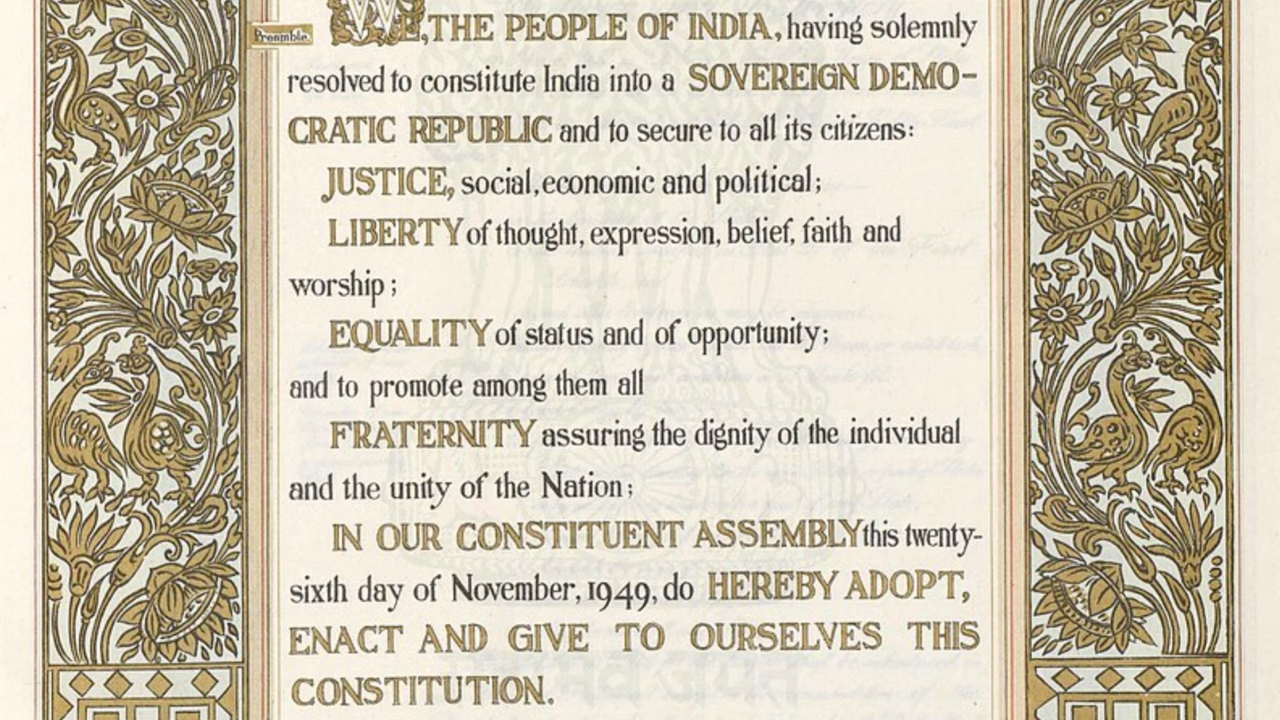 Preamble.
WE, THE PEOPLE OF INDIA, having solemnly
resolved to constitute India into a SOVEREIGN DEMO-
CRATIC REPUBLIC and to secure to all its citizens:
JUSTICE, social, economic and political;
LIBERTY of thought, expression, belief, faith and
worship;
EQUALITY of status and of opportunity;
and to promote among them all
FRATERNITY assuring the dignity of the individual
and the unity of the Nation;
IN OUR CONSTITUENT ASSEMBLY this twenty-
sixth day of November, 1949, do HEREBY ADOPT,
ENACT AND GIVE TO OURSELVES THIS
CONSTITUTION.